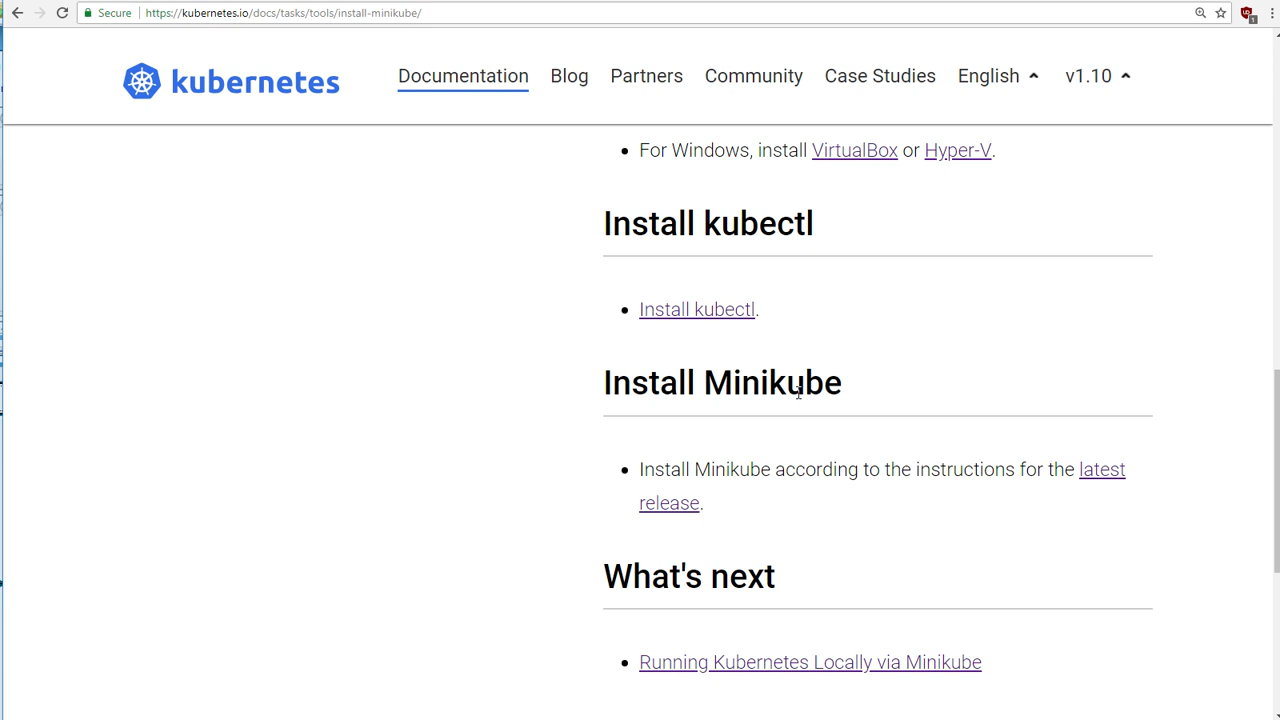 Secure https://kubernetes.io/docs/tasks/tools/install-minikube/
1
kubernetes Documentation Blog Partners Community Case Studies English v1.10
For Windows, install VirtualBox or Hyper-V.
Install kubectl
Install kubectl.
Install Minikube
Install Minikube according to the instructions for the latest
release.
What's next
Running Kubernetes Locally via Minikube